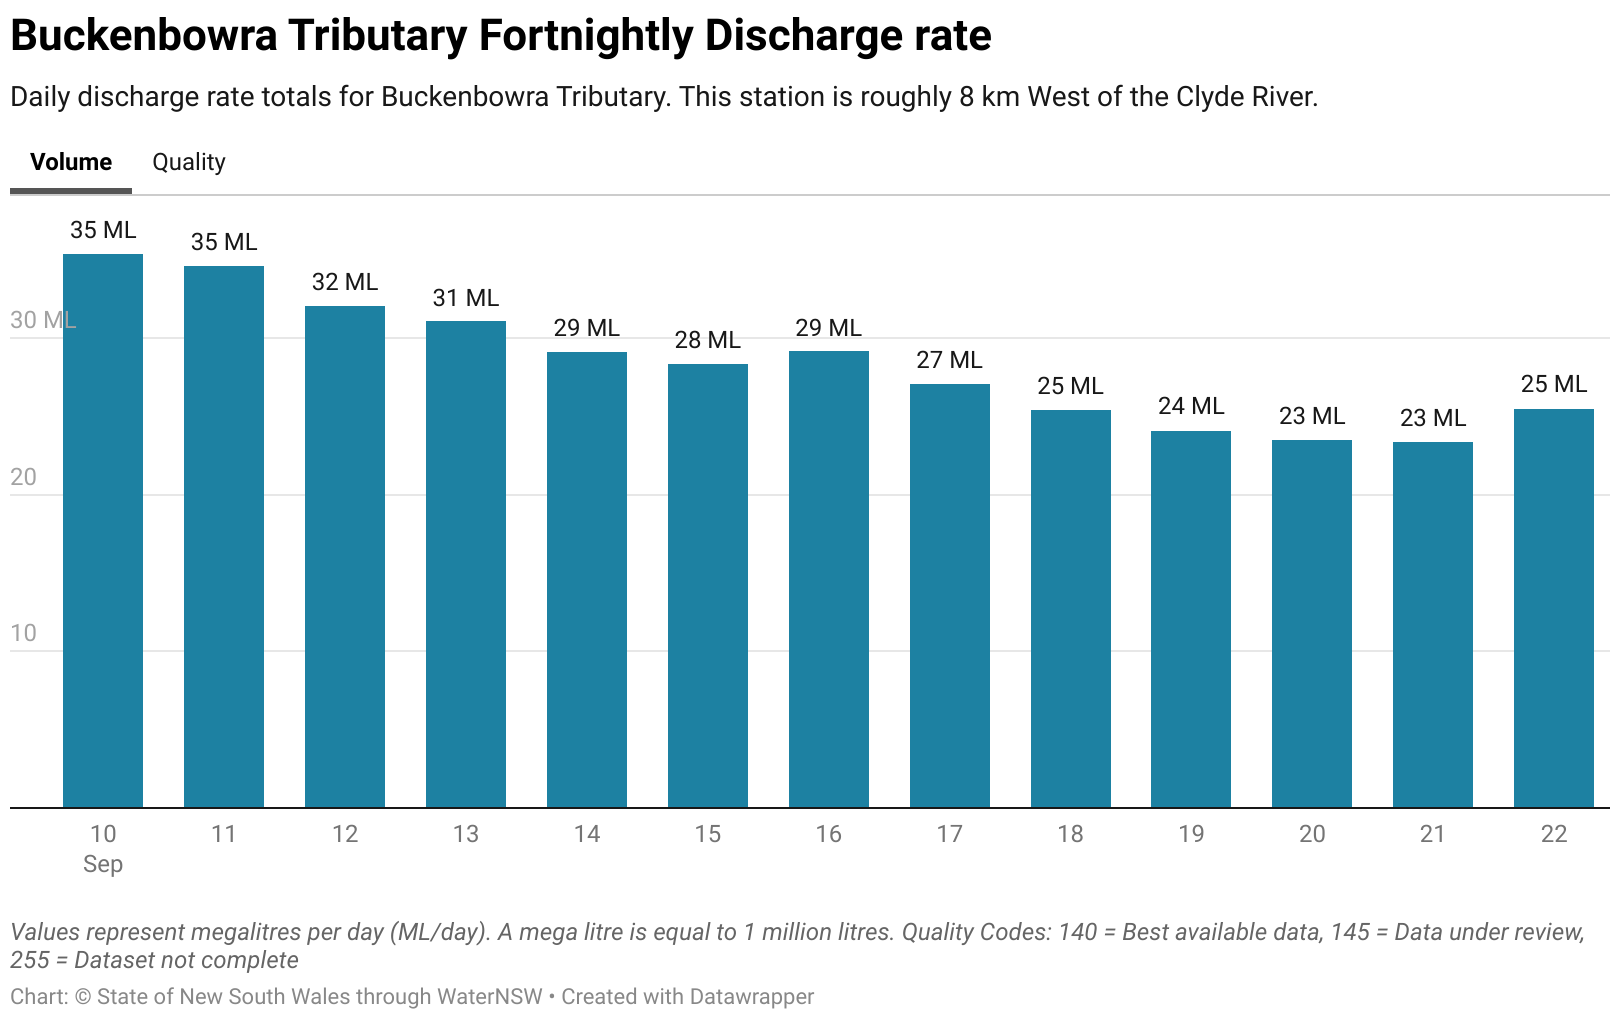 Buckenbowra Tributary Fortnightly Discharge rate
Daily discharge rate totals for Buckenbowra Tributary. This station is roughly 8 km West of the Clyde River.
Volume Quality
35 ML
35 ML
32 ML
31 ML
29 ML
28 ML
29 ML
27 ML
25 ML
24 ML
23 ML
23 ML
25 ML
30 ML
20
10
10 11 12 13 14 15 16 17 18 19 20 21 22
Sep
Values represent megalitres per day (ML/day). A mega litre is equal to 1 million litres. Quality Codes: 140 = Best available data, 145 = Data under review,
255 = Dataset not complete
Chart: © State of New South Wales through WaterNSW • Created with Datawrapper